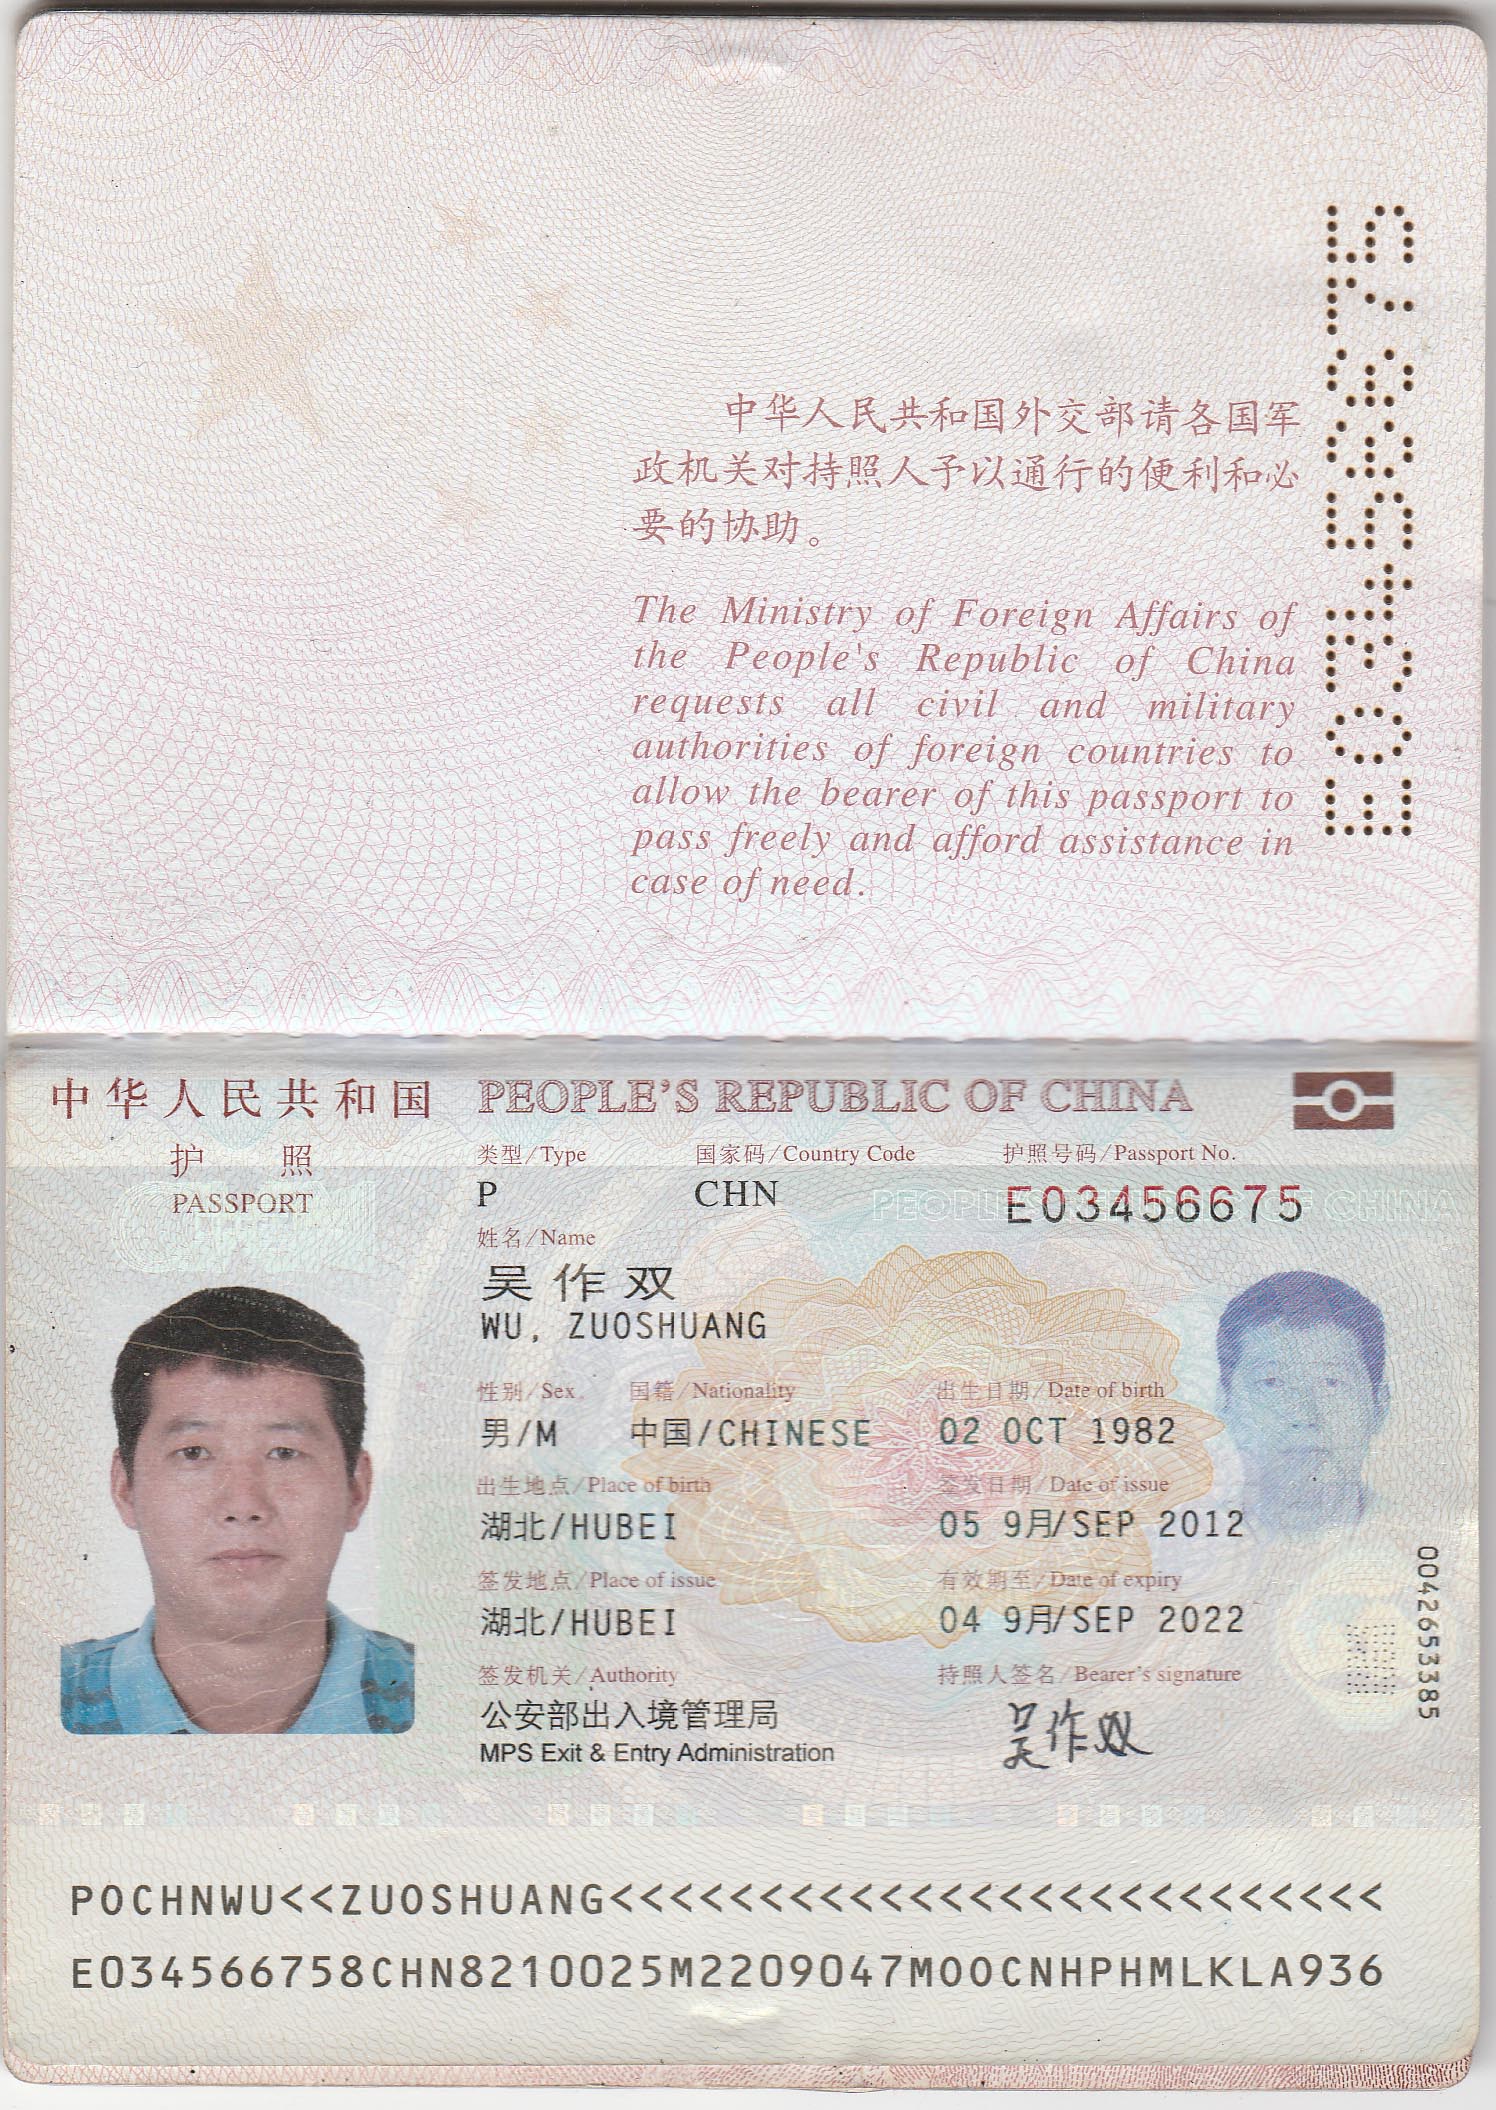 中华人民共和国外交部请各国军
政机关对持照人予以通行的便利和必
要的协助。
The Ministry of Foreign Affairs of
the People's Republic of China
requests all civil and military
authorities of foreign countries to
allow the bearer of this passport to
pass freely and afford assistance in
case of need.
E03456675
中华人民共和国 PEOPLE'S REPUBLIC OF CHINA
护 照 类型/Type 国家码/Country Code 护照号码/Passport No.
PASSPORT P CHN E03456675
PEOPLE'S REPUBLIC OF CHINA
姓名/Name
吴作双
WU, ZUOSHUANG
性别/Sex 国籍/Nationality 出生日期/Date of birth
男/M 中国/CHINESE 02 OCT 1982
出生地点/Place of birth 签发日期/Date of issue
湖北/HUBEI 05 9月/SEP 2012
签发地点/Place of issue 有效期至/Date of expiry
湖北/HUBEI 04 9月/SEP 2022
签发机关/Authority 持照人签名/Bearer's signature
公安部出入境管理局 吴作双
MPS Exit & Entry Administration
0042653385
POCHNWU<<ZUOSHUANG<<<<<<<<<<<<<<<<<<<<<<<<<<
E034566758CHN8210025M2209047MOOCNHPHMLKLA936